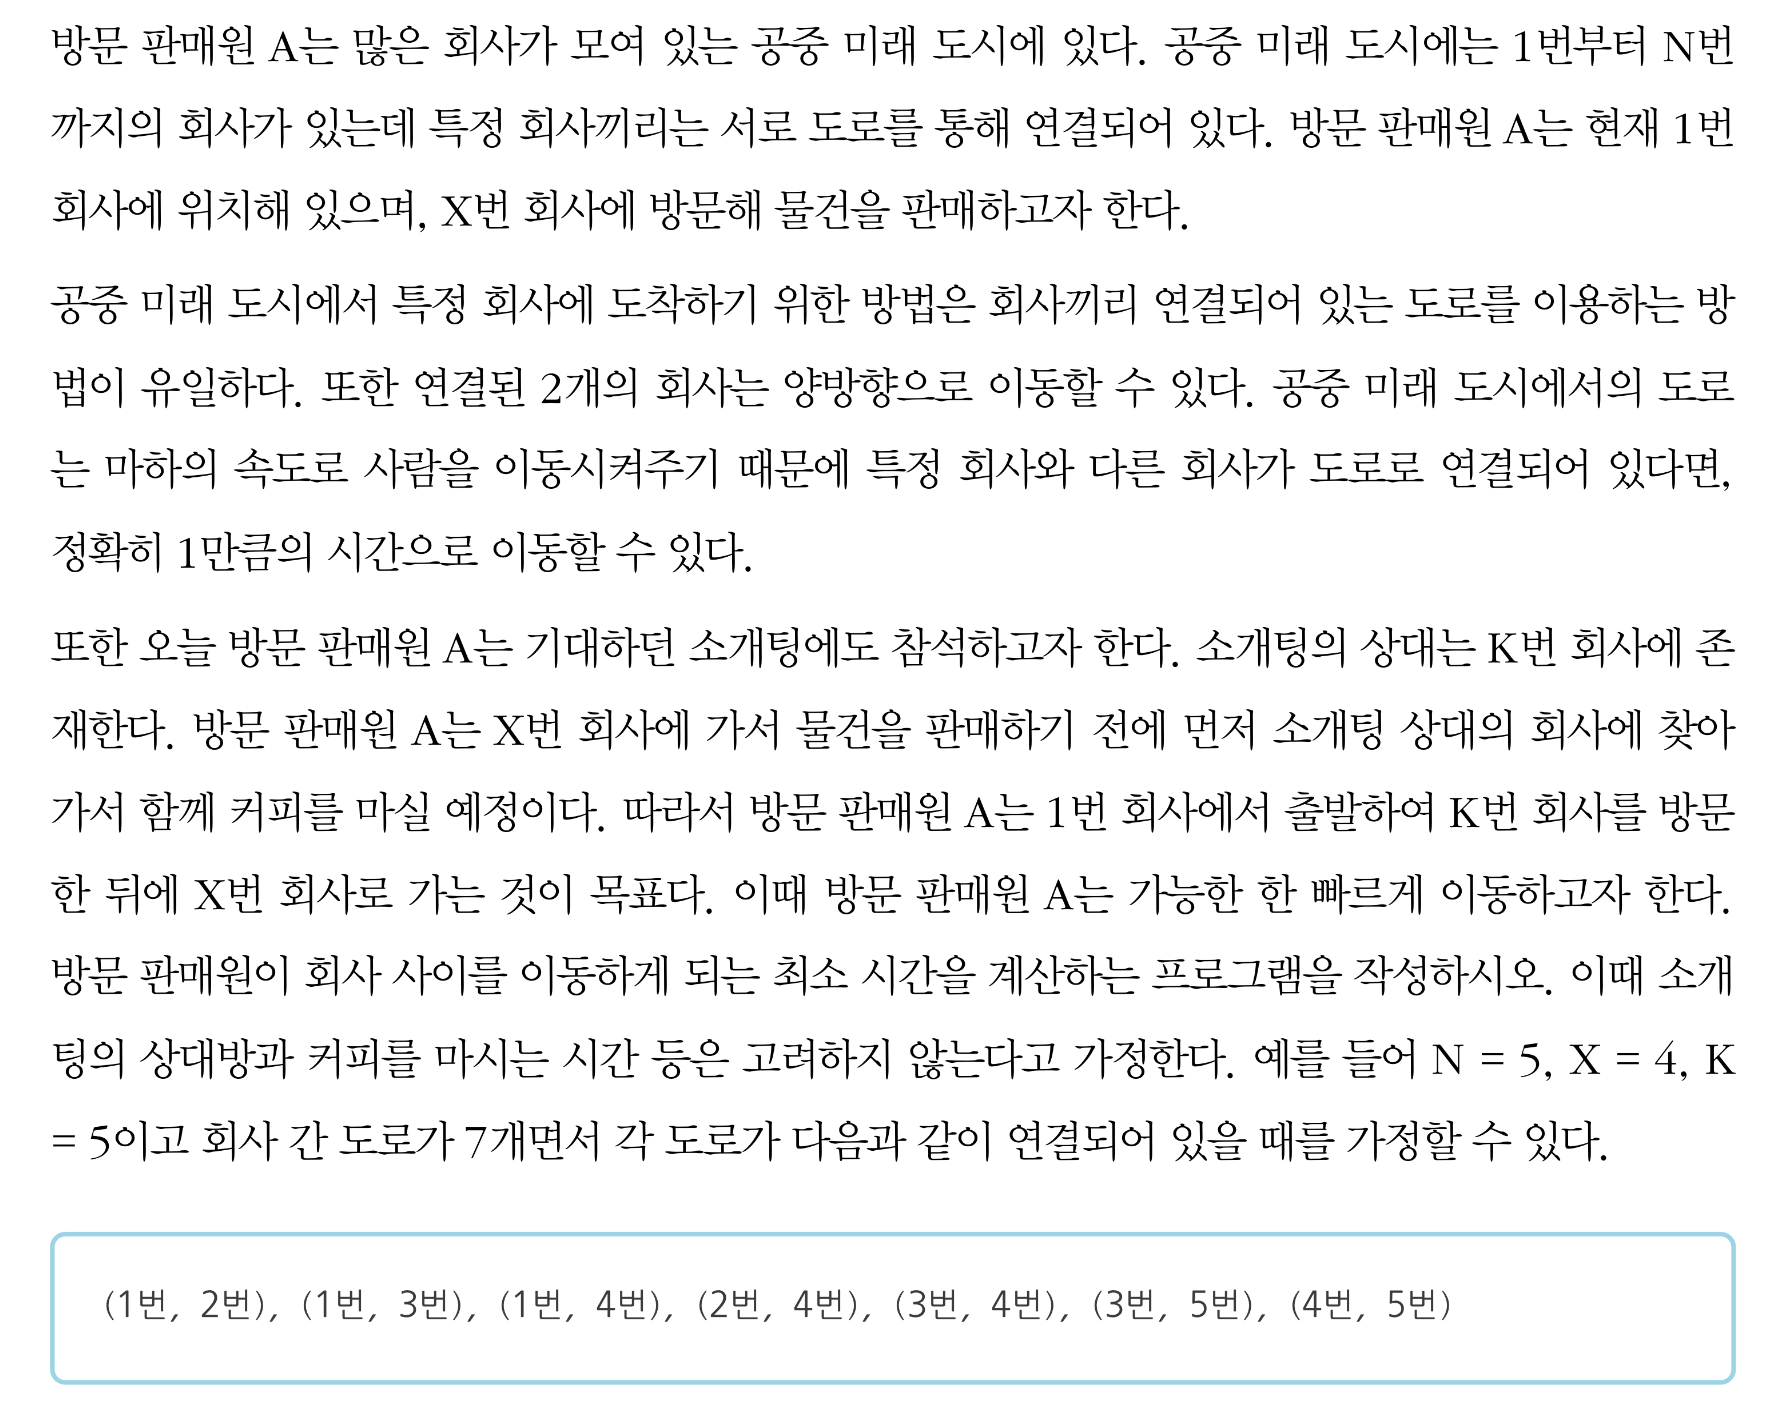 방문 판매원 A는 많은 회사가 모여 있는 공중 미래 도시에 있다. 공중 미래 도시에는 1번부터 N번
까지의 회사가 있는데 특정 회사끼리는 서로 도로를 통해 연결되어 있다. 방문 판매원 A는 현재 1번
회사에 위치해 있으며, X번 회사에 방문해 물건을 판매하고자 한다.
공중 미래 도시에서 특정 회사에 도착하기 위한 방법은 회사끼리 연결되어 있는 도로를 이용하는 방
법이 유일하다. 또한 연결된 2개의 회사는 양방향으로 이동할 수 있다. 공중 미래 도시에서의 도로
는 마하의 속도로 사람을 이동시켜주기 때문에 특정 회사와 다른 회사가 도로로 연결되어 있다면,
정확히 1만큼의 시간으로 이동할 수 있다.
또한 오늘 방문 판매원 A는 기대하던 소개팅에도 참석하고자 한다. 소개팅의 상대는 K번 회사에 존
재한다. 방문 판매원 A는 X번 회사에 가서 물건을 판매하기 전에 먼저 소개팅 상대의 회사에 찾아
가서 함께 커피를 마실 예정이다. 따라서 방문 판매원 A는 1번 회사에서 출발하여 K번 회사를 방문
한 뒤에 X번 회사로 가는 것이 목표다. 이때 방문 판매원 A는 가능한 한 빠르게 이동하고자 한다.
방문 판매원이 회사 사이를 이동하게 되는 최소 시간을 계산하는 프로그램을 작성하시오. 이때 소개
팅의 상대방과 커피를 마시는 시간 등은 고려하지 않는다고 가정한다. 예를 들어 N = 5, X = 4, K
= 5이고 회사 간 도로가 7개면서 각 도로가 다음과 같이 연결되어 있을 때를 가정할 수 있다.
(1번, 2번), (1번, 3번), (1번, 4번), (2번, 4번), (3번, 4번), (3번, 5번), (4번, 5번)